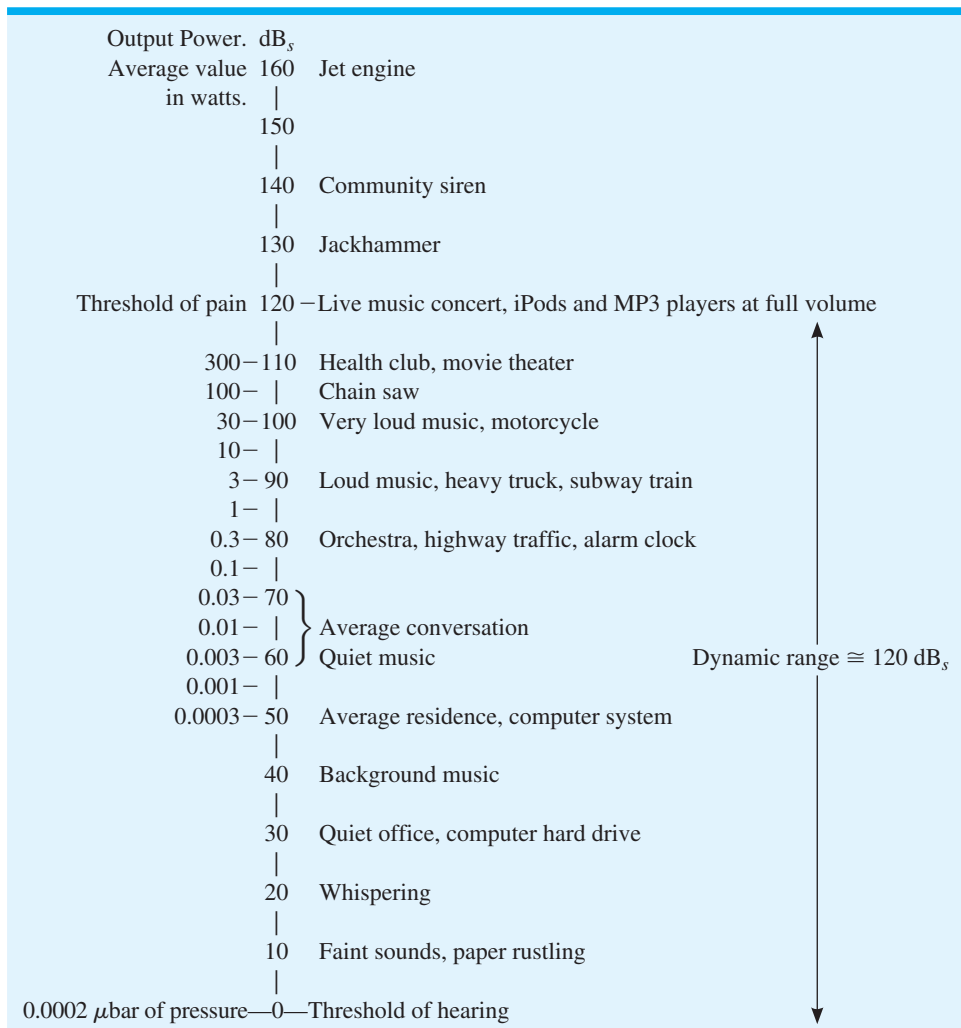 Output Power. dBs
Average value 160 Jet engine
in watts.
150
140 Community siren
130 Jackhammer
Threshold of pain 120 – Live music concert, iPods and MP3 players at full volume
300 – 110 Health club, movie theater
100 – Chain saw
30 – 100 Very loud music, motorcycle
10 –
3 – 90 Loud music, heavy truck, subway train
1 –
0.3 – 80 Orchestra, highway traffic, alarm clock
0.1 –
0.03 – 70
0.01 – Average conversation
0.003 – 60 Quiet music Dynamic range ≅ 120 dBs
0.001 –
0.0003 – 50 Average residence, computer system
40 Background music
30 Quiet office, computer hard drive
20 Whispering
10 Faint sounds, paper rustling
0.0002 μbar of pressure—0—Threshold of hearing